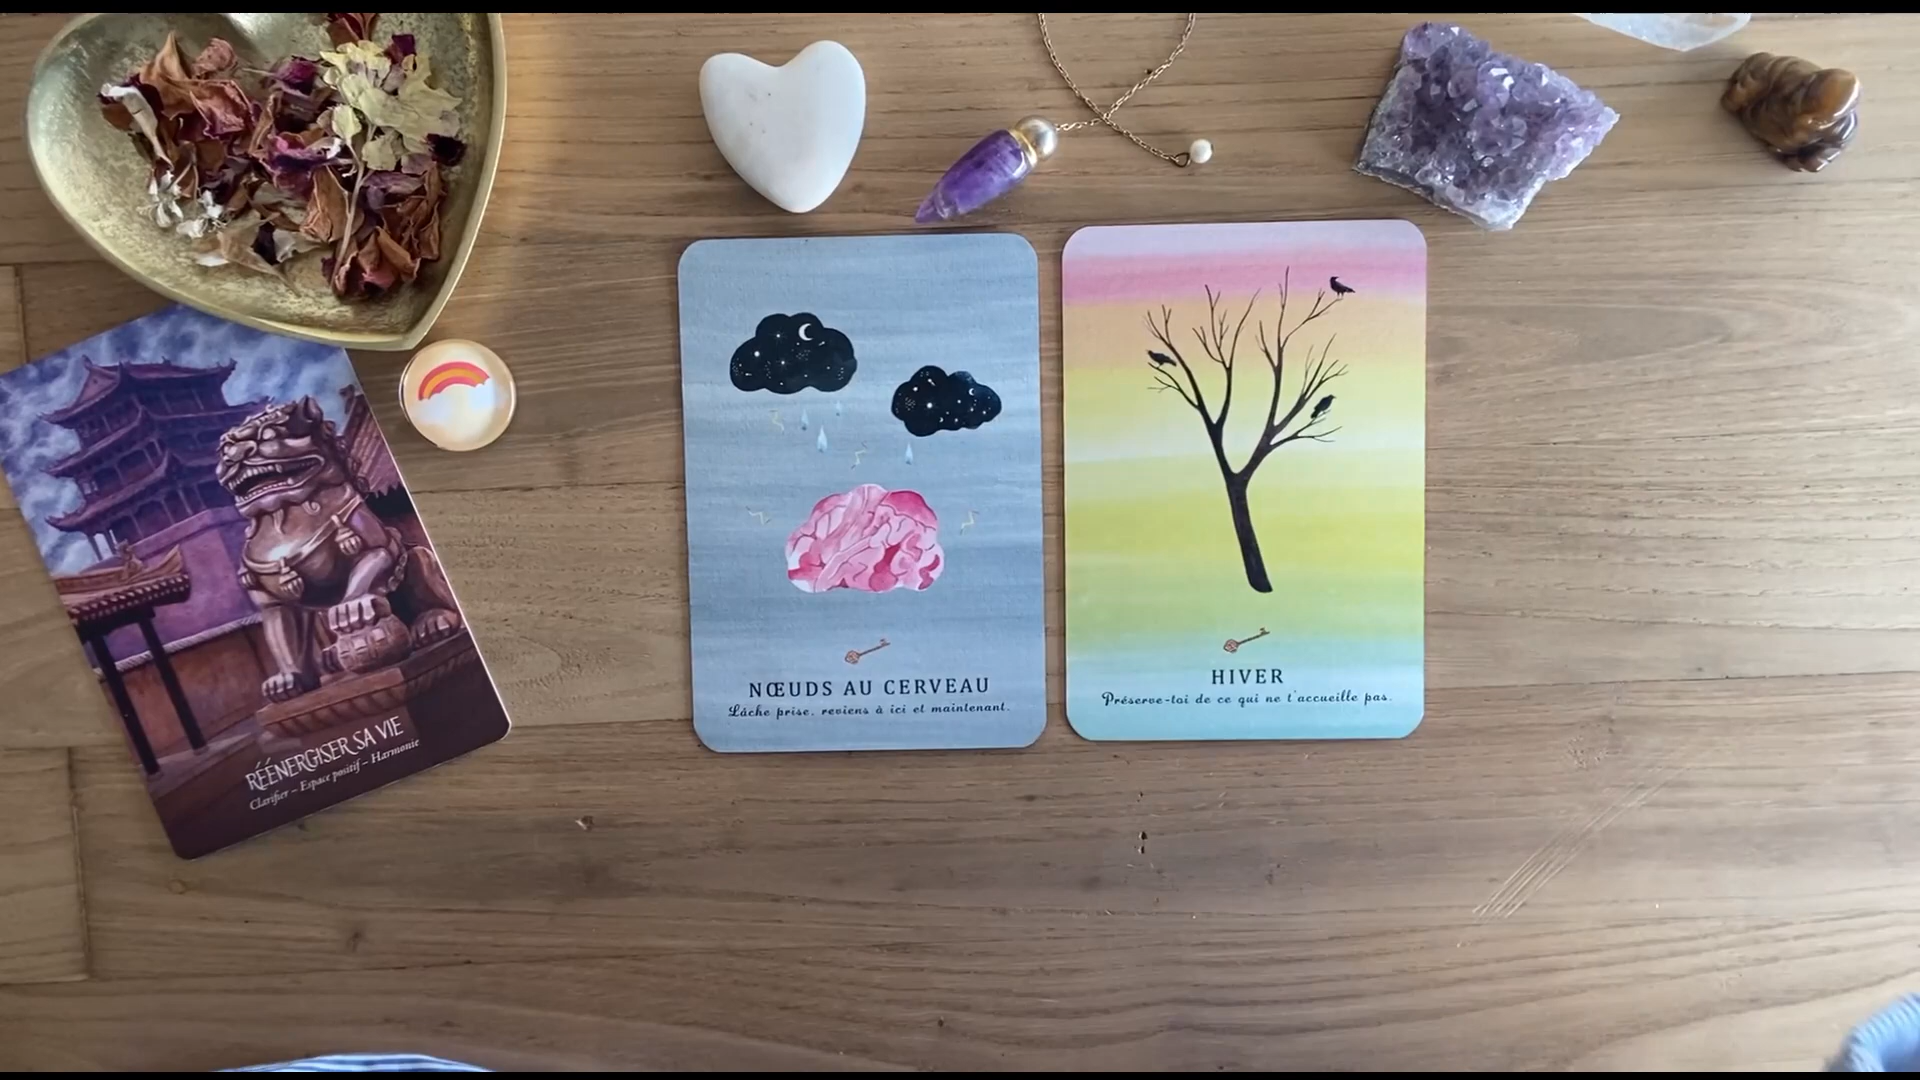 RÉÉNERGISER SA VIE
Clarifier – Espace positif – Harmonie
NŒUDS AU CERVEAU
Lâche prise, reviens à ici et maintenant.
HIVER
Préserve-toi de ce qui ne t'accueille pas.